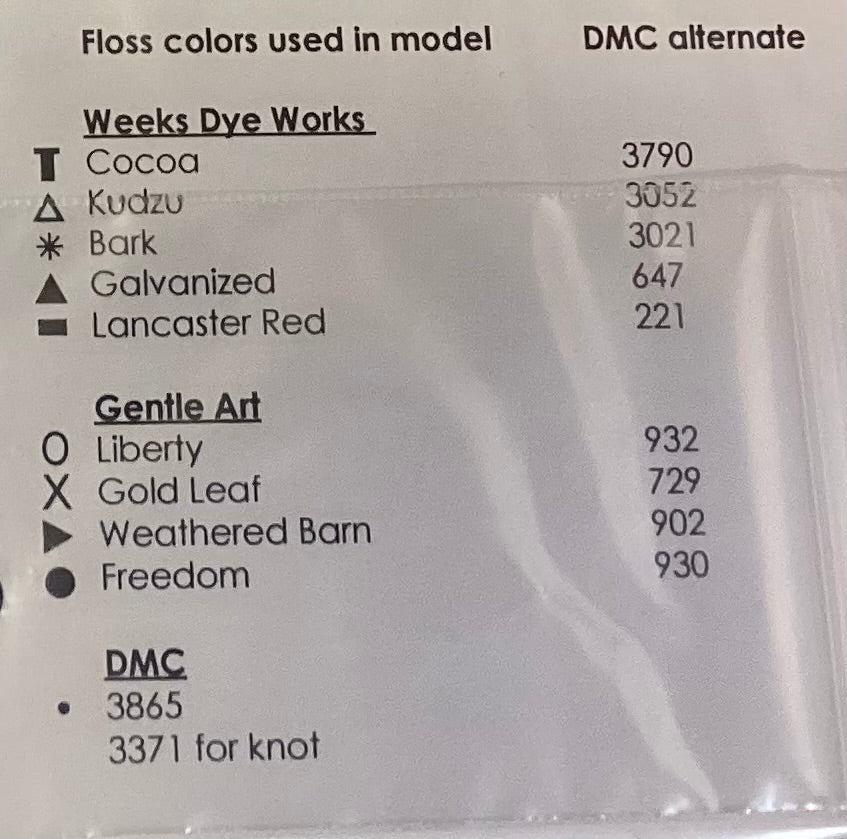 Floss colors used in model DMC alternate
Weeks Dye Works
Cocoa 3790
Kudzu 3052
Bark 3021
Galvanized 647
Lancaster Red 221
Gentle Art
O Liberty 932
X Gold Leaf 729
Weathered Barn 902
Freedom 930
DMC
• 3865
3371 for knot